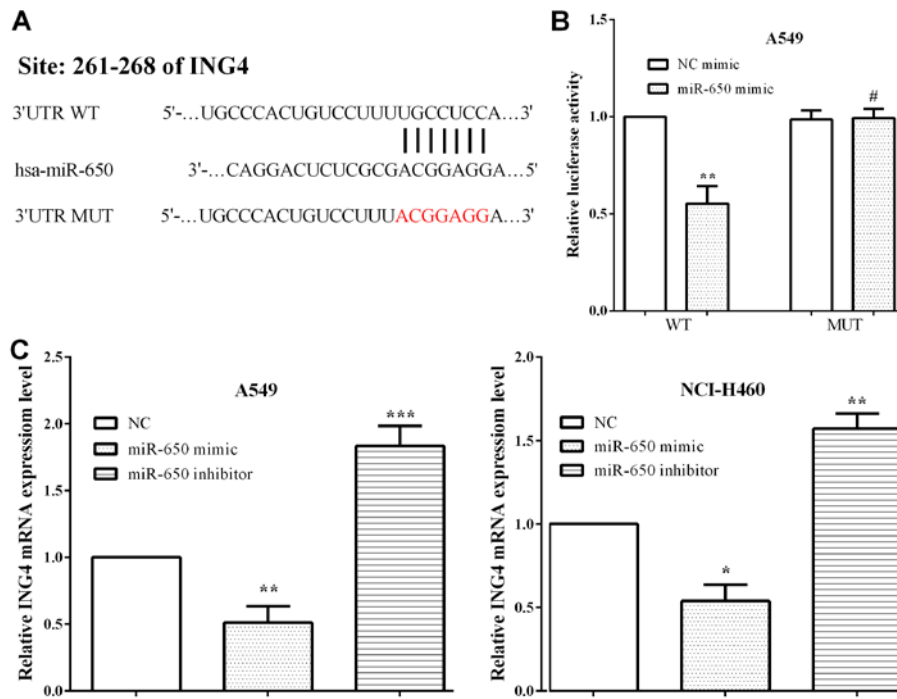 A
Site: 261-268 of ING4
3'UTR WT 5'-...UGCCCACUGUCCUUUUGCCUCCA...3'
hsa-miR-650 3'-...CAGGACUCUCGCGACGGAGGA...5'
3'UTR MUT 5'-...UGCCCACUGUCCUUUACGGAGGA...3'
B
A549
NC mimic
miR-650 mimic
Relative luciferase activity
1.5
1.0
0.5
0.0
**
#
WT MUT
C
A549
NC
miR-650 mimic
miR-650 inhibitor
Relative ING4 mRNA expressiom level
2.5
2.0
1.5
1.0
0.5
0.0
**
***
NCI-H460
NC
miR-650 mimic
miR-650 inhibitor
Relative ING4 mRNA expressiom level
2.0
1.5
1.0
0.5
0.0
*
**